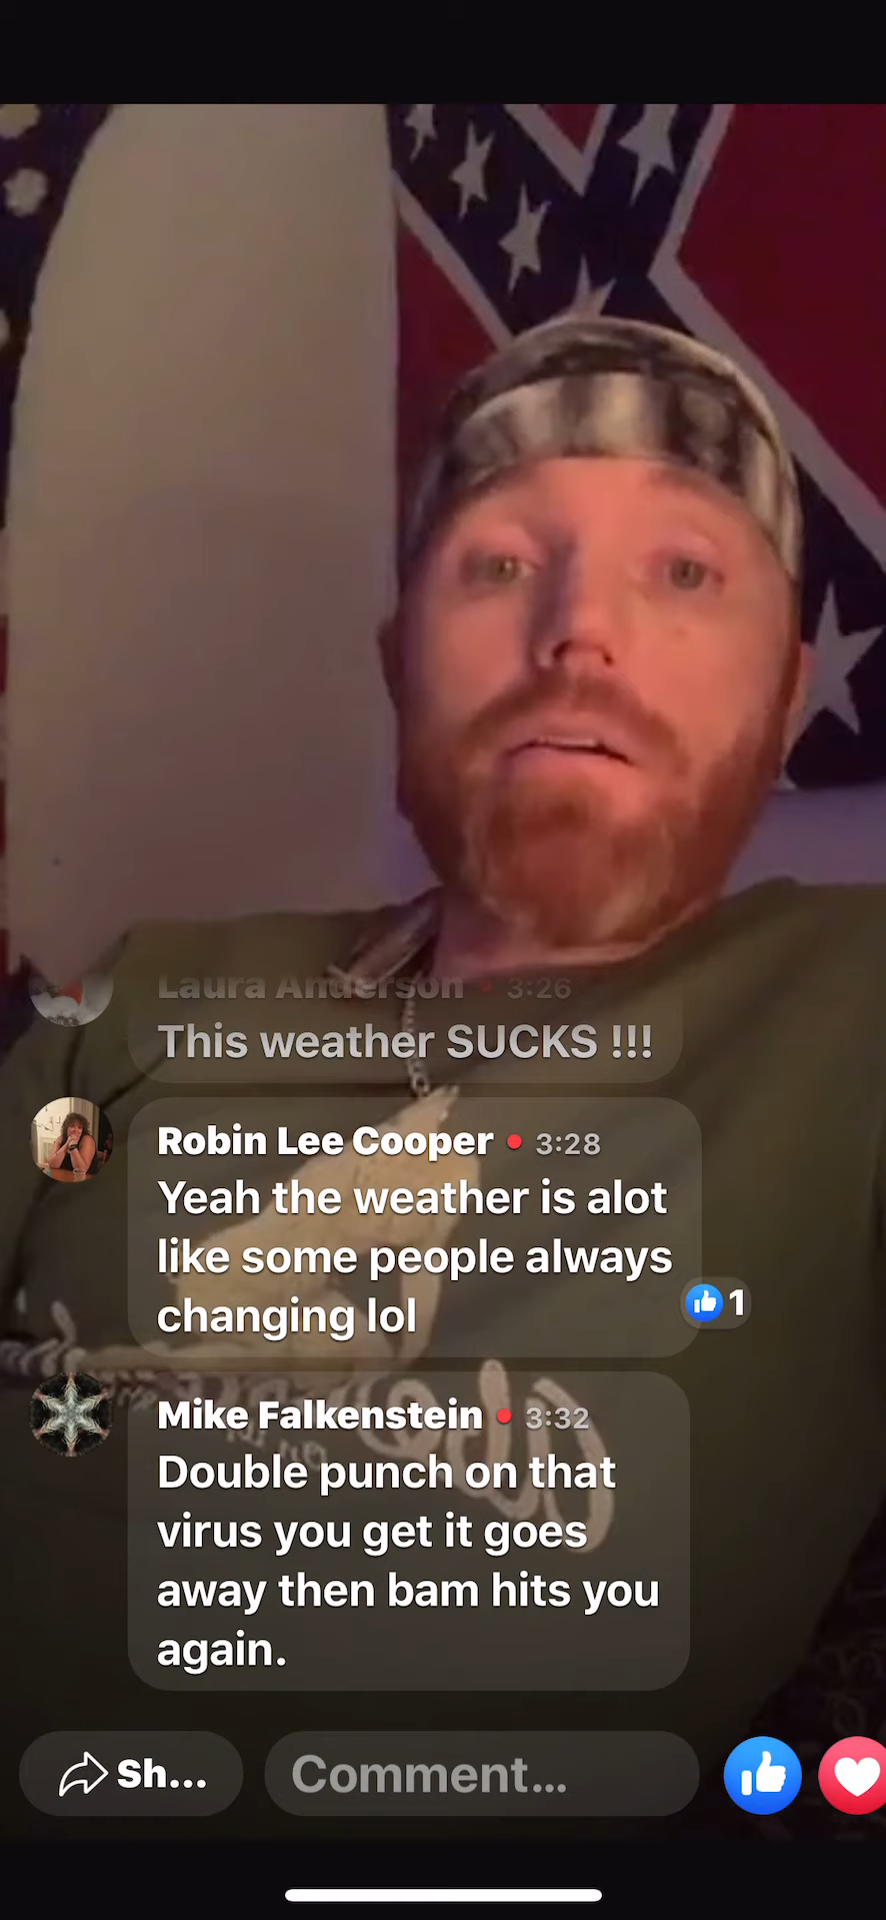 Laura Anderson • 3:26
This weather SUCKS !!!
Robin Lee Cooper • 3:28
Yeah the weather is alot
like some people always
changing lol
1
Mike Falkenstein • 3:32
Double punch on that
virus you get it goes
away then bam hits you
again.
Sh...
Comment...